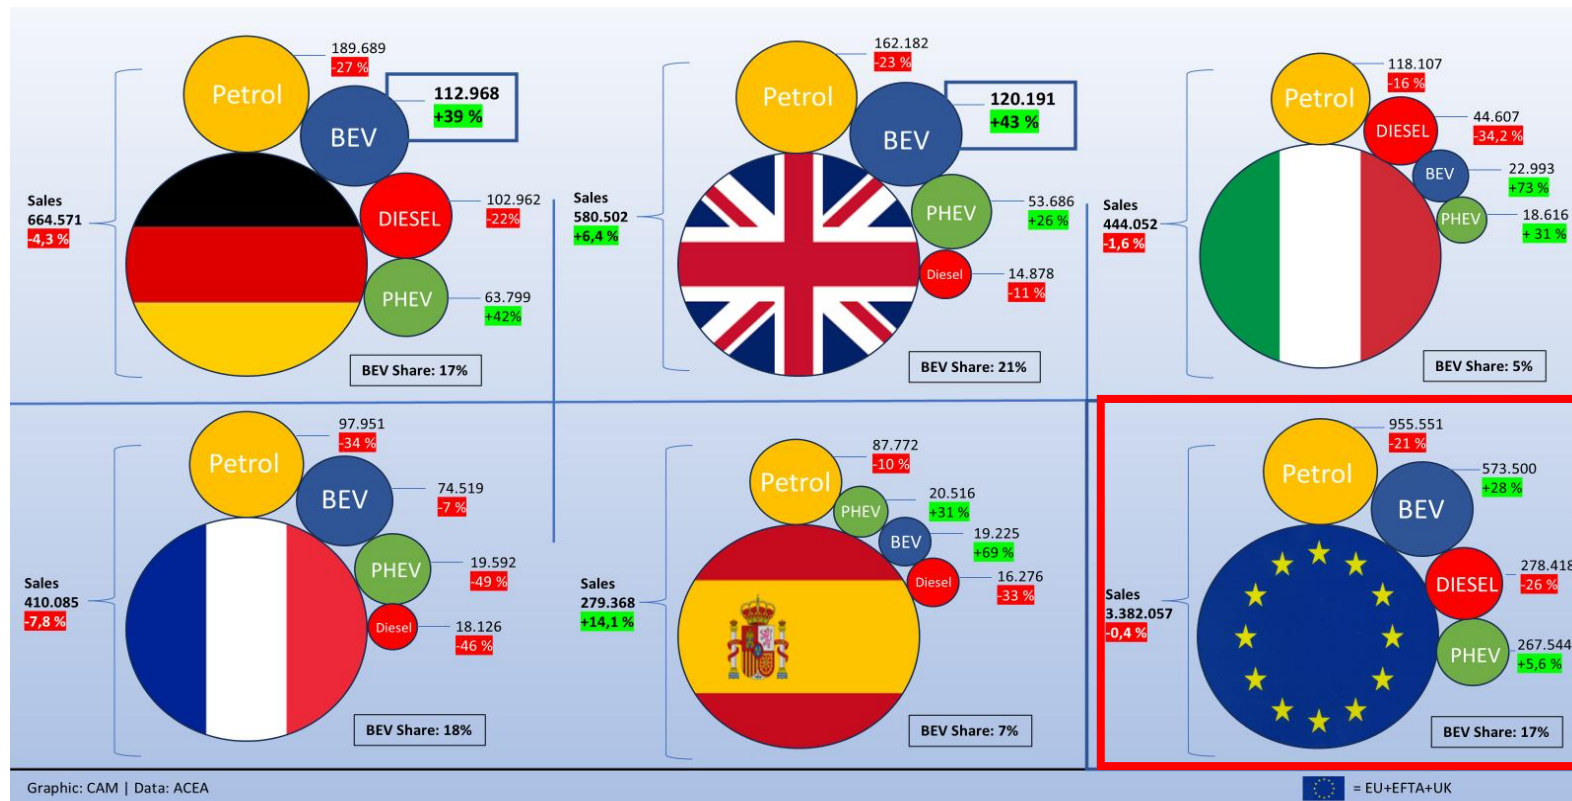 Petrol
189.689
-27 %
BEV
112.968
+39 %
Sales
664.571
-4,3 %
DIESEL
102.962
-22%
PHEV
63.799
+42%
BEV Share: 17%
Petrol
162.182
-23 %
BEV
120.191
+43 %
Sales
580.502
+6,4 %
PHEV
53.686
+26 %
Diesel
14.878
-11 %
BEV Share: 21%
Petrol
118.107
-16 %
DIESEL
44.607
-34,2 %
BEV
22.993
+73 %
Sales
444.052
-1,6 %
PHEV
18.616
+ 31 %
BEV Share: 5%
Petrol
97.951
-34 %
BEV
74.519
-7 %
Sales
410.085
-7,8 %
PHEV
19.592
-49 %
Diesel
18.126
-46 %
BEV Share: 18%
Petrol
87.772
-10 %
PHEV
20.516
+31 %
BEV
19.225
+69 %
Sales
279.368
+14,1 %
Diesel
16.276
-33 %
BEV Share: 7%
Petrol
955.551
-21 %
BEV
573.500
+28 %
Sales
3.382.057
-0,4 %
DIESEL
278.418
-26 %
PHEV
267.544
+5,6 %
BEV Share: 17%
Graphic: CAM | Data: ACEA
= EU+EFTA+UK